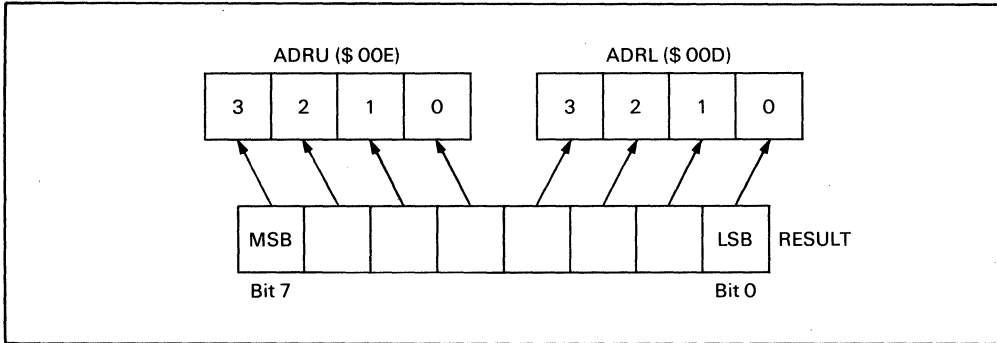 ADRU ($ 00E) ADRL ($ 00D)
3 2 1 0 3 2 1 0
MSB LSB RESULT
Bit 7 Bit 0